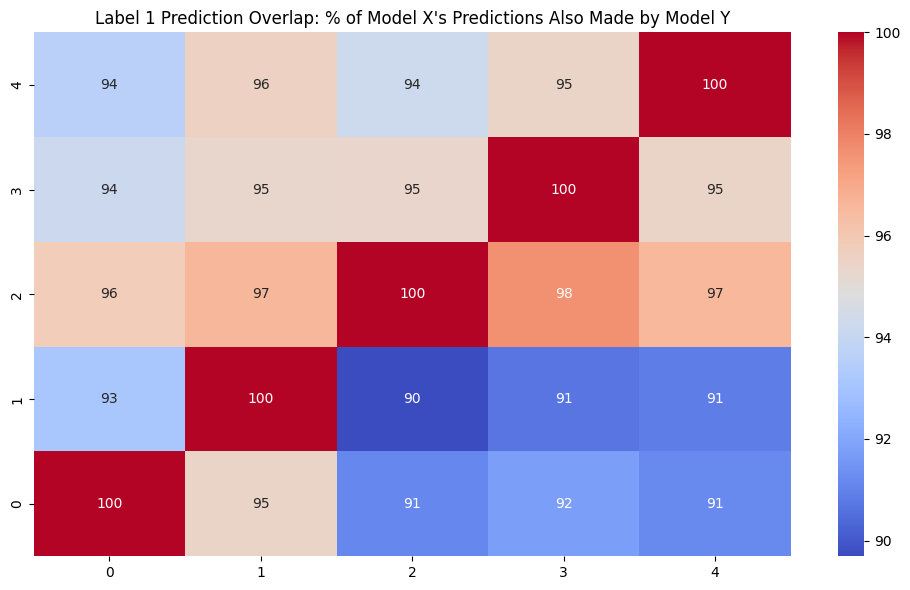 Label 1 Prediction Overlap: % of Model X's Predictions Also Made by Model Y
4 94 96 94 95 100
3 94 95 95 100 95
2 96 97 100 98 97
1 93 100 90 91 91
0 100 95 91 92 91
0 1 2 3 4
100
98
96
94
92
90